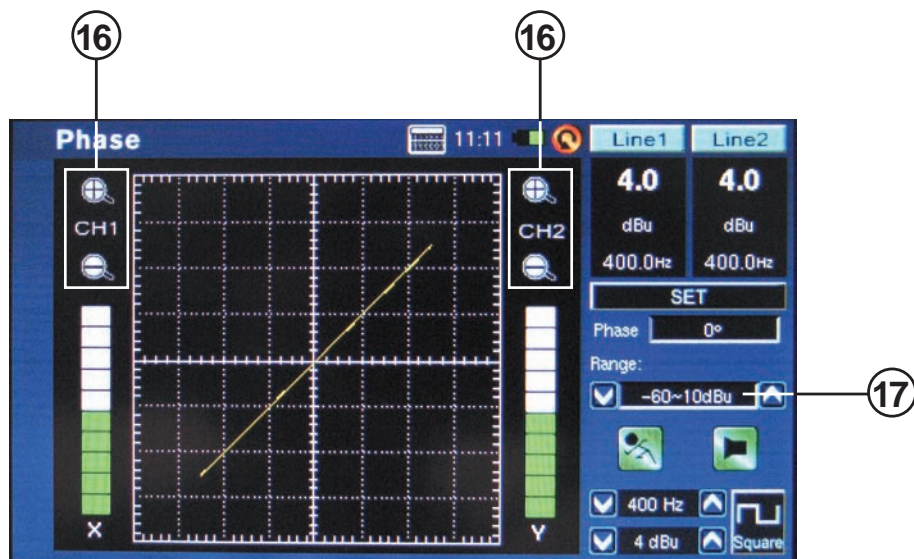 16
16
Phase
11:11
Line1
Line2
CH1
CH2
4.0
4.0
dBu
dBu
400.0Hz
400.0Hz
SET
Phase 0°
Range:
-60~10dBu
17
400 Hz
4 dBu
Square
X
Y